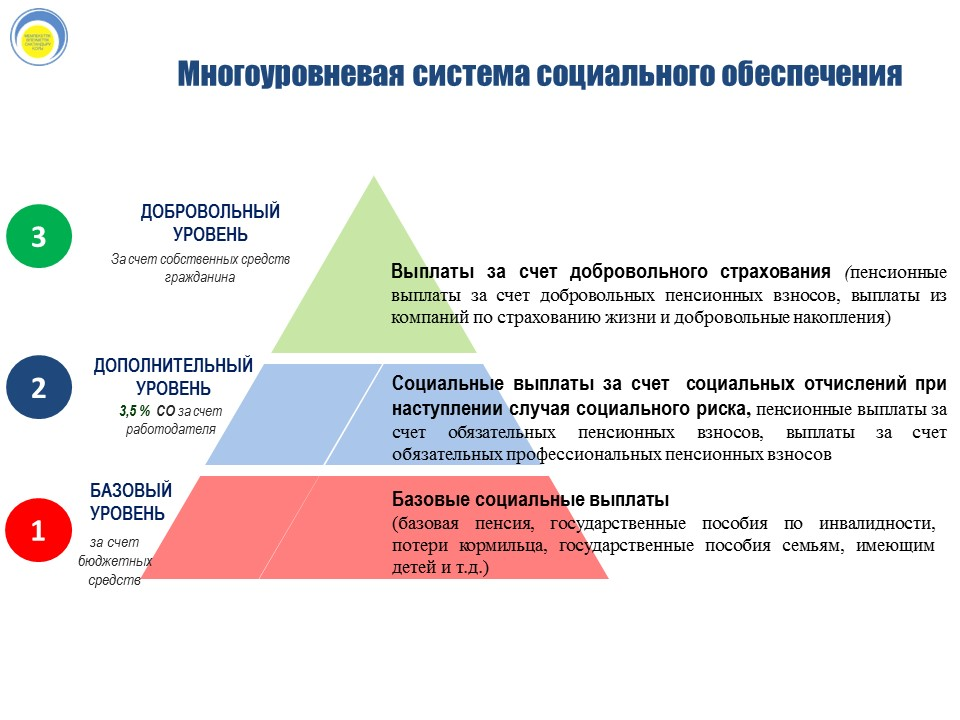 Многоуровневая система социального обеспечения
3
ДОБРОВОЛЬНЫЙ
УРОВЕНЬ
За счет собственных средств
гражданина
Выплаты за счет добровольного страхования (пенсионные
выплаты за счет добровольных пенсионных взносов, выплаты из
компаний по страхованию жизни и добровольные накопления)
2
ДОПОЛНИТЕЛЬНЫЙ
УРОВЕНЬ
3,5 % СО за счет
работодателя
Социальные выплаты за счет социальных отчислений при
наступлении случая социального риска, пенсионные выплаты за
счет обязательных пенсионных взносов, выплаты за счет
обязательных профессиональных пенсионных взносов
1
БАЗОВЫЙ
УРОВЕНЬ
за счет
бюджетных
средств
Базовые социальные выплаты
(базовая пенсия, государственные пособия по инвалидности,
потери кормильца, государственные пособия семьям, имеющим
детей и т.д.)